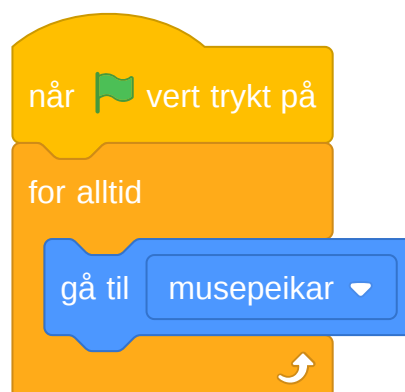 når vert trykt på
for alltid
gå til musepeikar